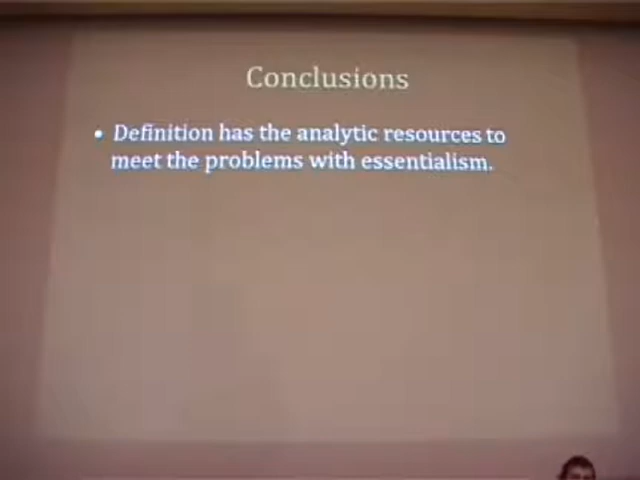 Conclusions
• Definition has the analytic resources to
meet the problems with essentialism.